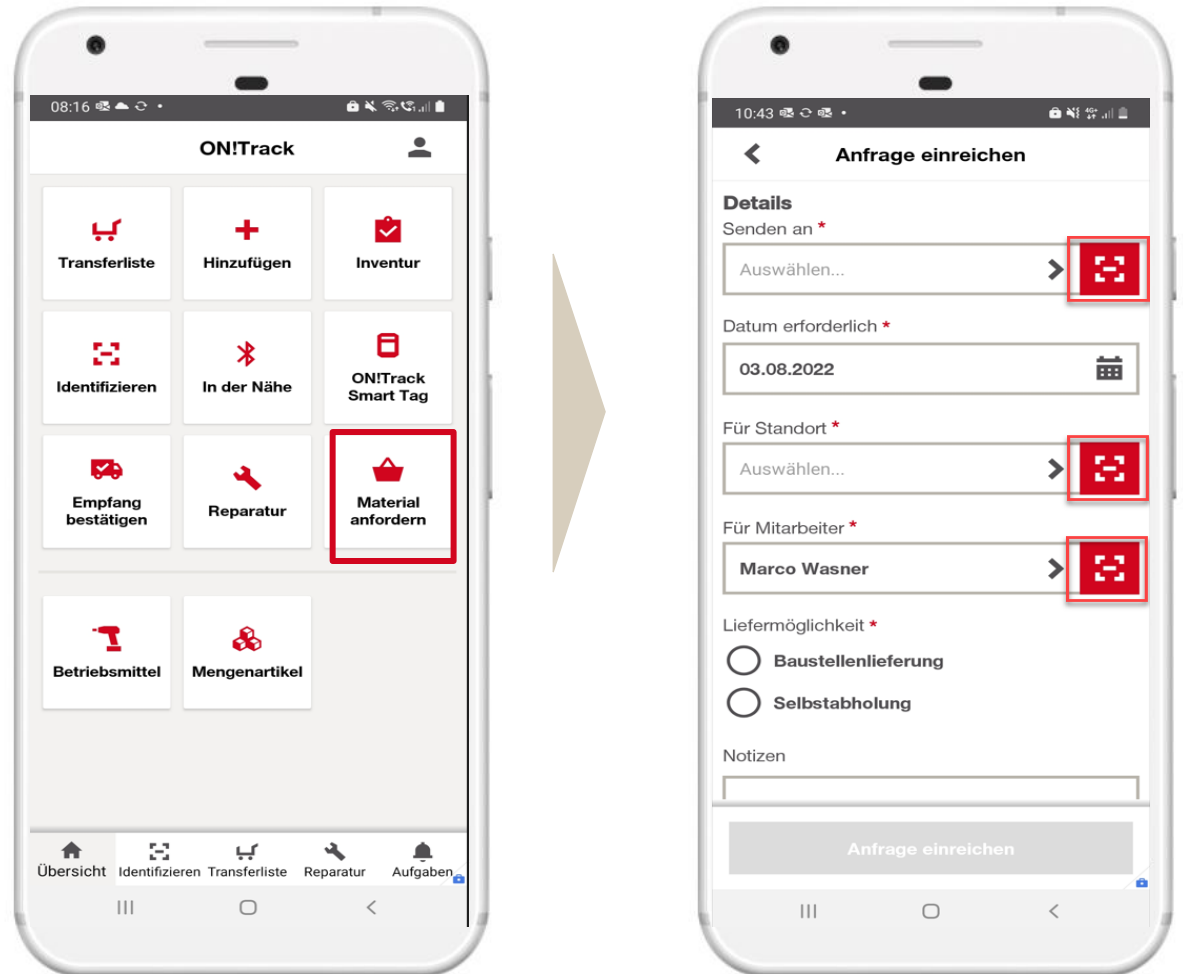 08:16
ON!Track
Transferliste
Hinzufügen
Inventur
Identifizieren
In der Nähe
ON!Track
Smart Tag
Empfang
bestätigen
Reparatur
Material
anfordern
Betriebsmittel
Mengenartikel
Übersicht
Identifizieren
Transferliste
Reparatur
Aufgaben
10:43
Anfrage einreichen
Details
Senden an *
Auswählen...
Datum erforderlich *
03.08.2022
Für Standort *
Auswählen...
Für Mitarbeiter *
Marco Wasner
Liefermöglichkeit *
Baustellenlieferung
Selbstabholung
Notizen
Anfrage einreichen